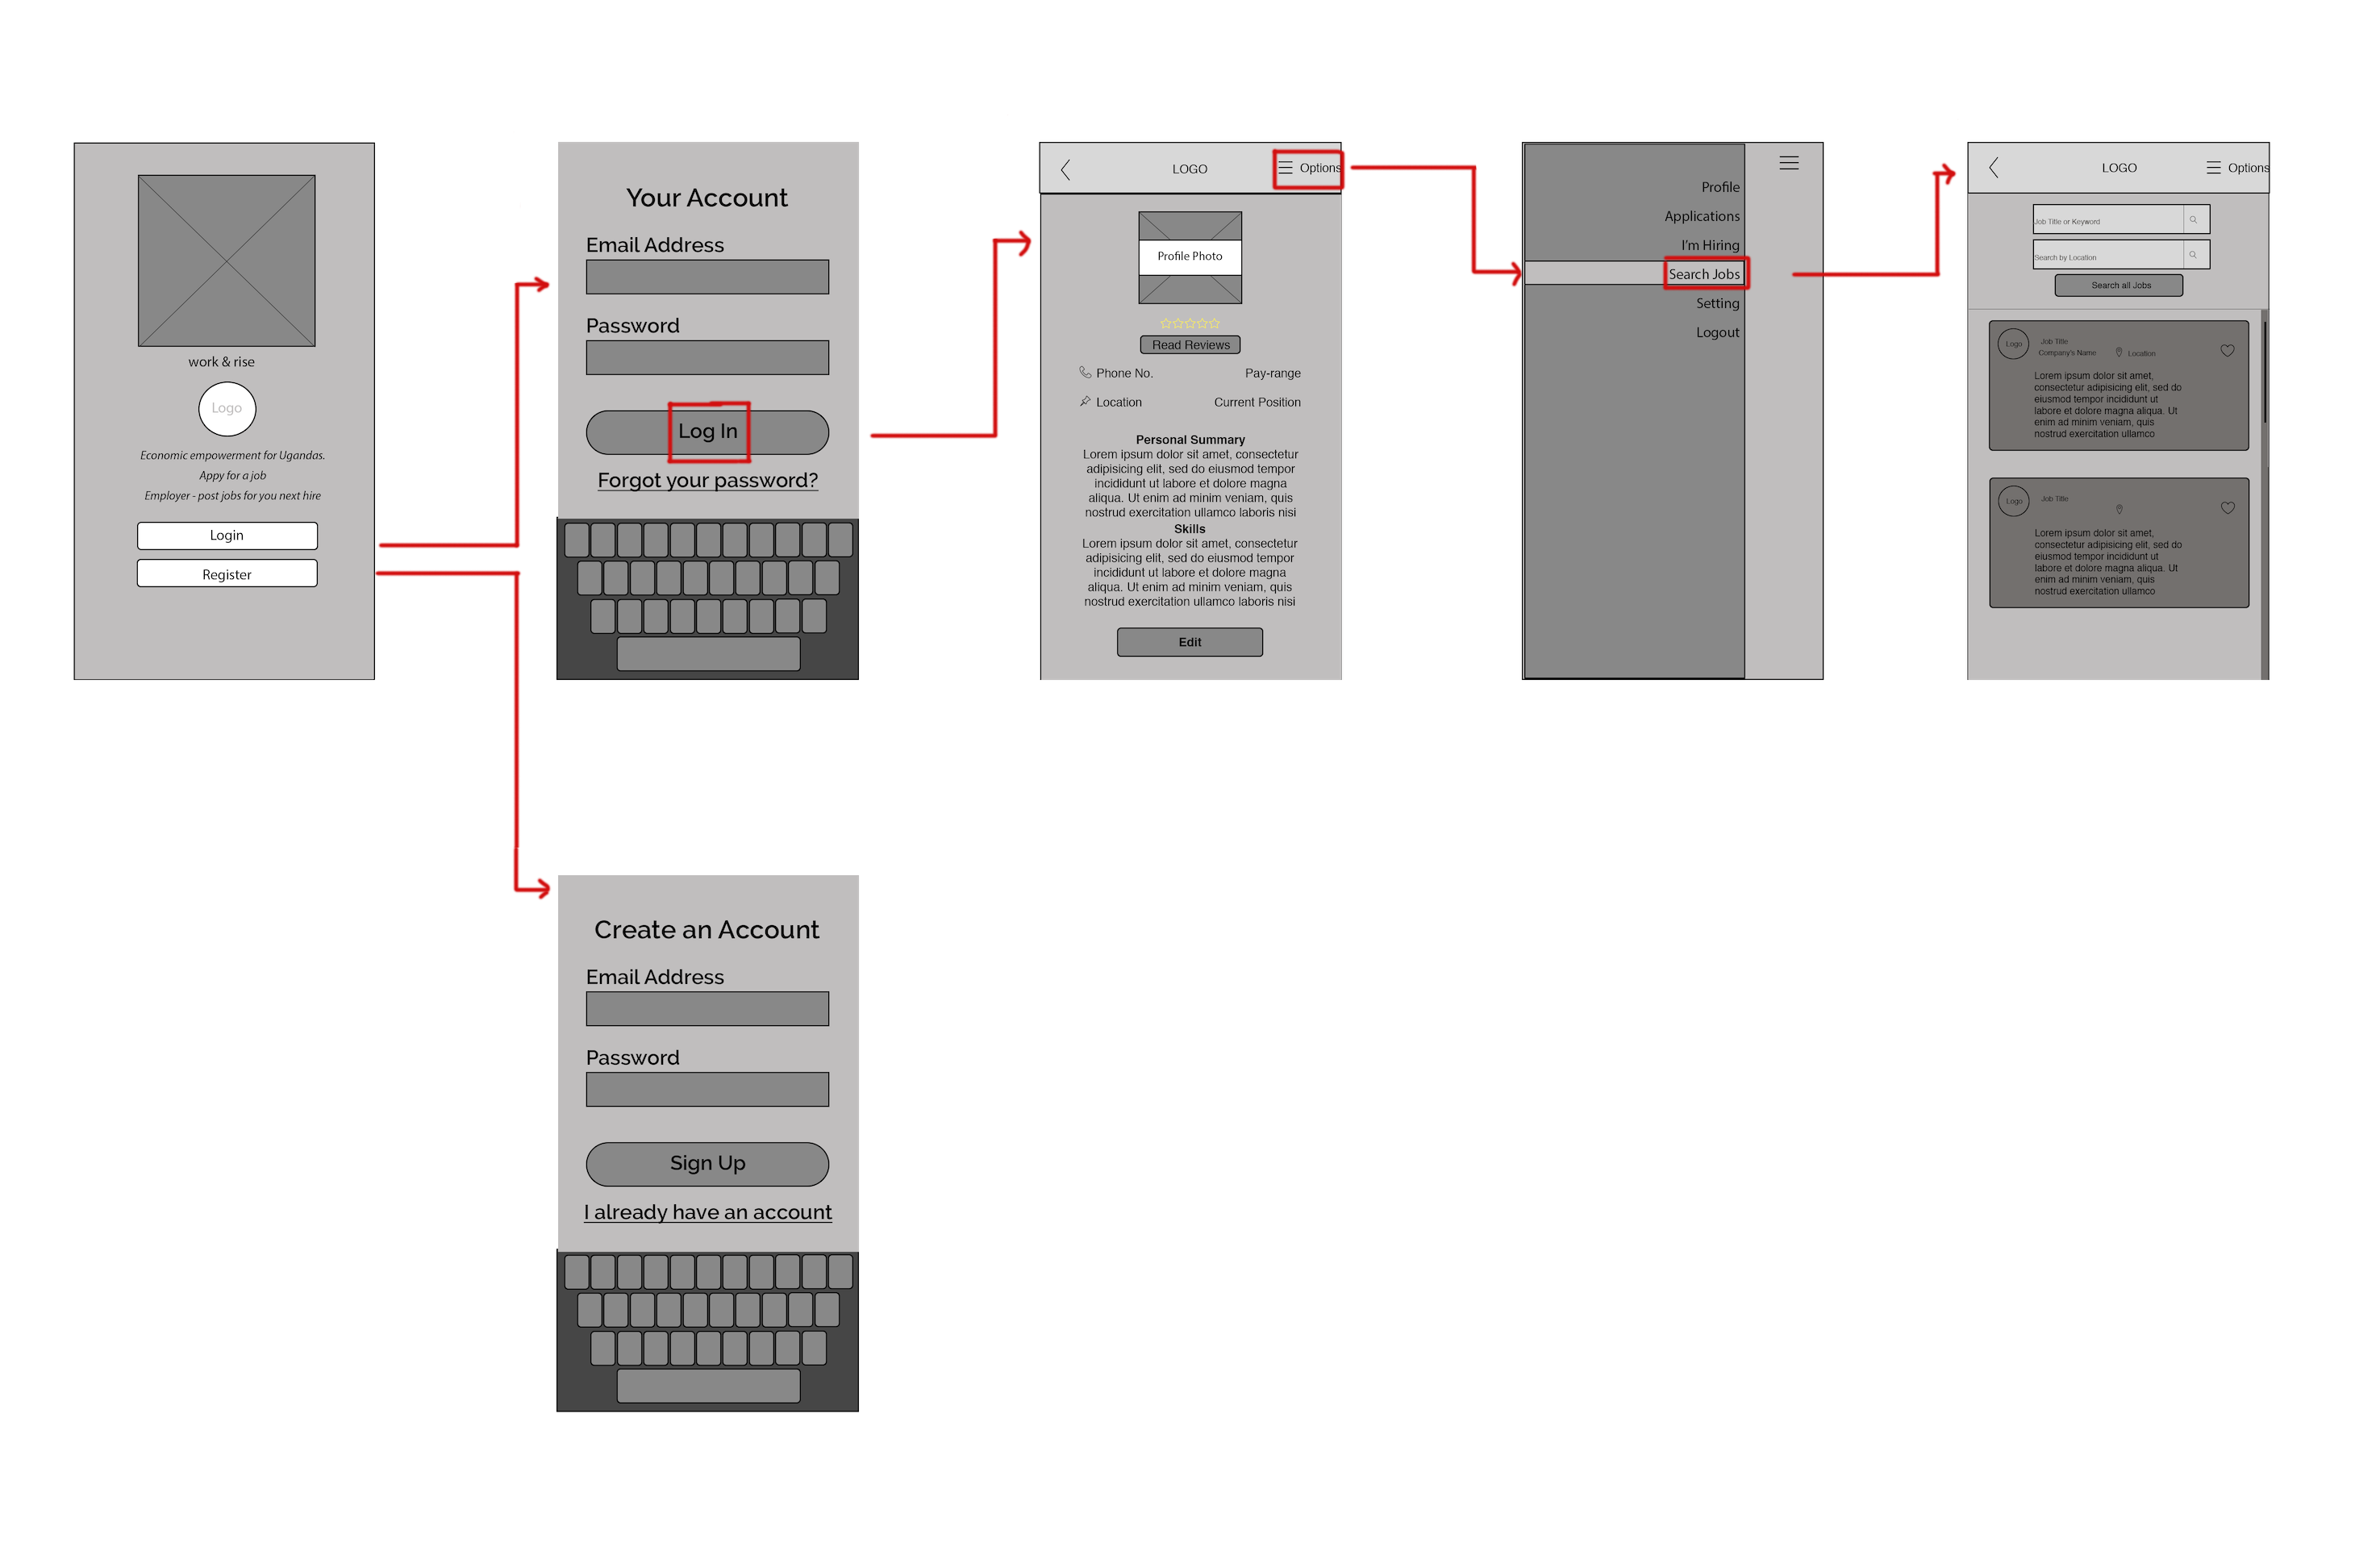 work & rise
Logo
Economic empowerment for Ugandas.
Appy for a job
Employer - post jobs for you next hire
Login
Register
Your Account
Email Address
Password
Log In
Forgot your password?
LOGO
Options
Profile Photo
Read Reviews
Phone No. Pay-range
Location Current Position
Personal Summary
Lorem ipsum dolor sit amet, consectetur
adipisicing elit, sed do eiusmod tempor
incididunt ut labore et dolore magna
aliqua. Ut enim ad minim veniam, quis
nostrud exercitation ullamco laboris nisi
Skills
Lorem ipsum dolor sit amet, consectetur
adipisicing elit, sed do eiusmod tempor
incididunt ut labore et dolore magna
aliqua. Ut enim ad minim veniam, quis
nostrud exercitation ullamco laboris nisi
Edit
Profile
Applications
I'm Hiring
Search Jobs
Setting
Logout
LOGO
Options
Job Title or Keyword
Search by Location
Search all Jobs
Logo
Job Title
Company's Name
Location
Lorem ipsum dolor sit amet,
consectetur adipisicing elit, sed do
eiusmod tempor incididunt ut
labore et dolore magna aliqua. Ut
enim ad minim veniam, quis
nostrud exercitation ullamco
Logo
Job Title
Lorem ipsum dolor sit amet,
consectetur adipisicing elit, sed do
eiusmod tempor incididunt ut
labore et dolore magna aliqua. Ut
enim ad minim veniam, quis
nostrud exercitation ullamco
Create an Account
Email Address
Password
Sign Up
I already have an account